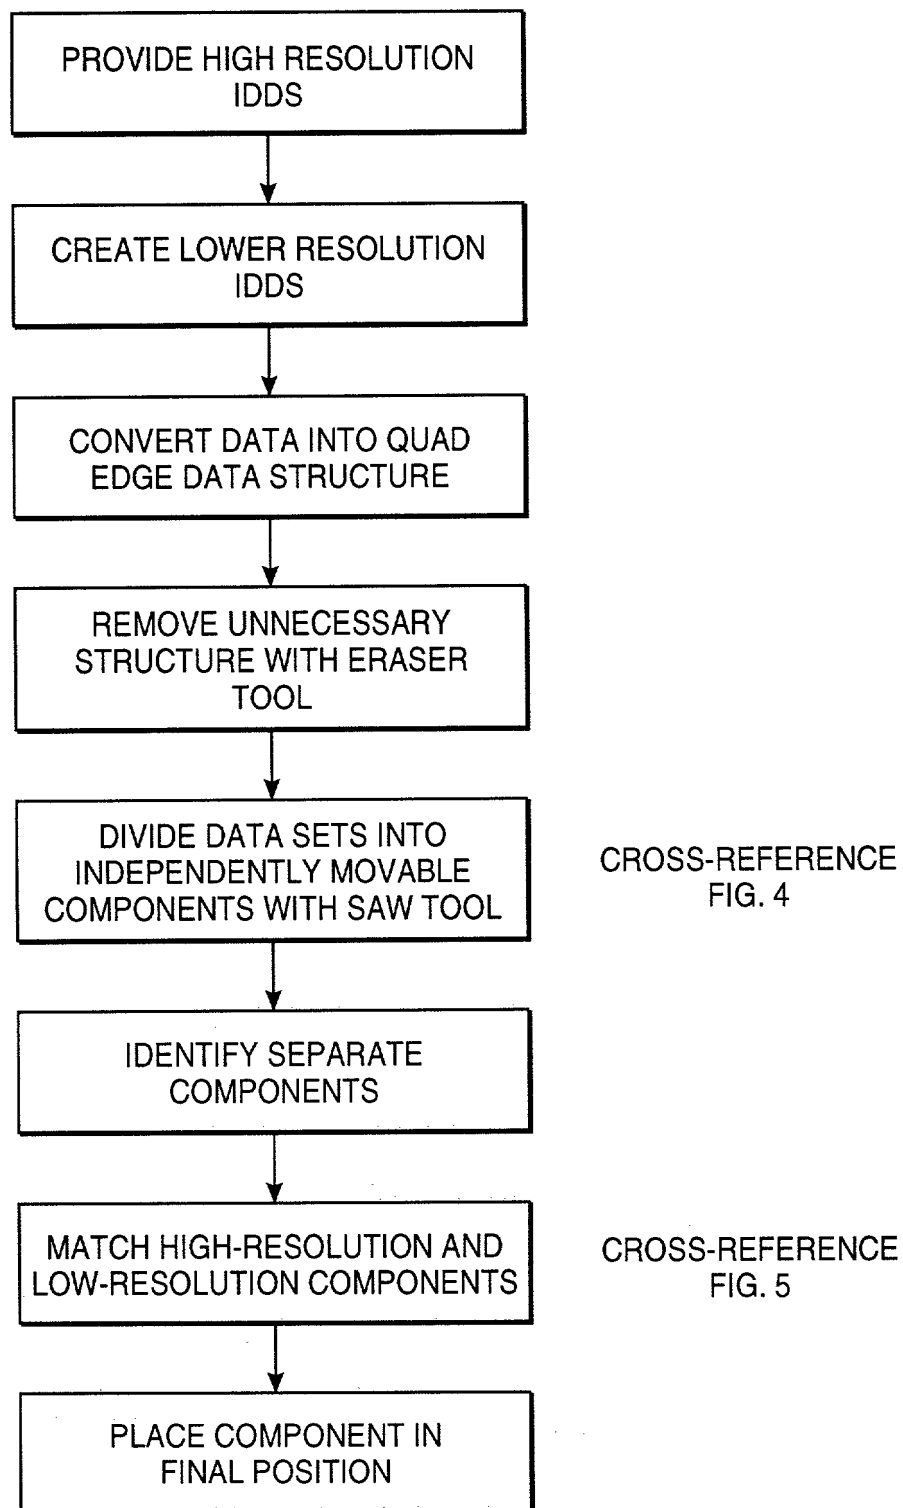 PROVIDE HIGH RESOLUTION
IDDS
CREATE LOWER RESOLUTION
IDDS
CONVERT DATA INTO QUAD
EDGE DATA STRUCTURE
REMOVE UNNECESSARY
STRUCTURE WITH ERASER
TOOL
DIVIDE DATA SETS INTO
INDEPENDENTLY MOVABLE
COMPONENTS WITH SAW TOOL
CROSS-REFERENCE
FIG. 4
IDENTIFY SEPARATE
COMPONENTS
MATCH HIGH-RESOLUTION AND
LOW-RESOLUTION COMPONENTS
CROSS-REFERENCE
FIG. 5
PLACE COMPONENT IN
FINAL POSITION